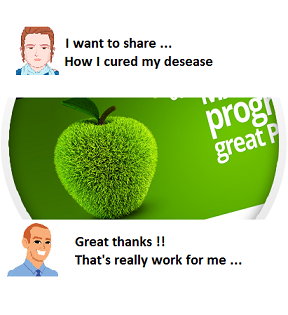 I want to share ...
How I cured my desease
progr
great P
Great thanks !!
That's really work for me ...